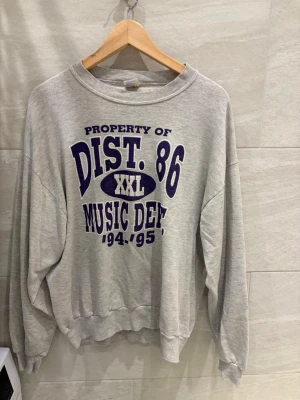 PROPERTY OF
DIST. 86
XXL
MUSIC DEPT.
'94-'95